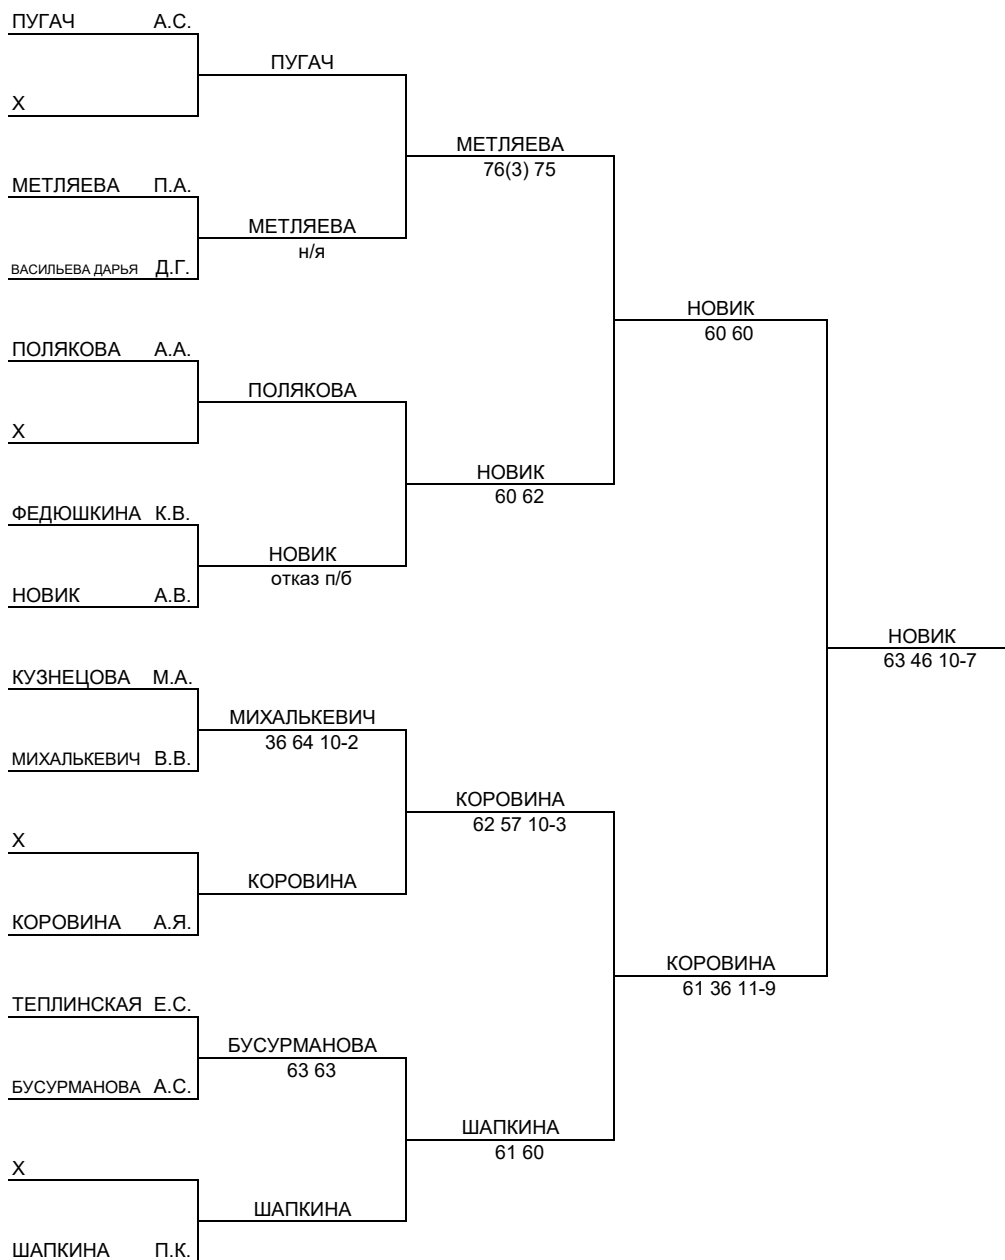 ПУГАЧ А.С.
ПУГАЧ
X
МЕТЛЯЕВА
76(3) 75
МЕТЛЯЕВА П.А.
МЕТЛЯЕВА
н/я
ВАСИЛЬЕВА ДАРЬЯ Д.Г.
НОВИК
60 60
ПОЛЯКОВА А.А.
ПОЛЯКОВА
X
НОВИК
60 62
ФЕДЮШКИНА К.В.
НОВИК
отказ п/б
НОВИК А.В.
НОВИК
63 46 10-7
КУЗНЕЦОВА М.А.
МИХАЛЬКЕВИЧ
36 64 10-2
МИХАЛЬКЕВИЧ В.В.
КОРОВИНА
62 57 10-3
X
КОРОВИНА
КОРОВИНА А.Я.
КОРОВИНА
61 36 11-9
ТЕПЛИНСКАЯ Е.С.
БУСУРМАНОВА
63 63
БУСУРМАНОВА А.С.
ШАПКИНА
61 60
X
ШАПКИНА
ШАПКИНА П.К.